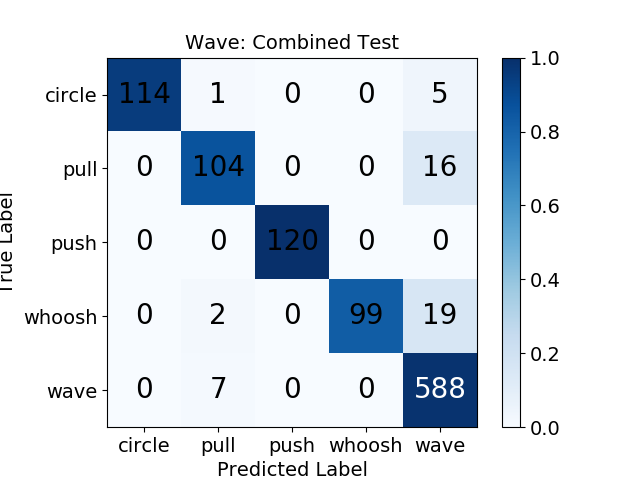 Wave: Combined Test
circle 114 1 0 0 5
pull 0 104 0 0 16
push 0 0 120 0 0
whoosh 0 2 0 99 19
wave 0 7 0 0 588
circle pull push whoosh wave
Predicted Label
True Label
1.0
0.8
0.6
0.4
0.2
0.0